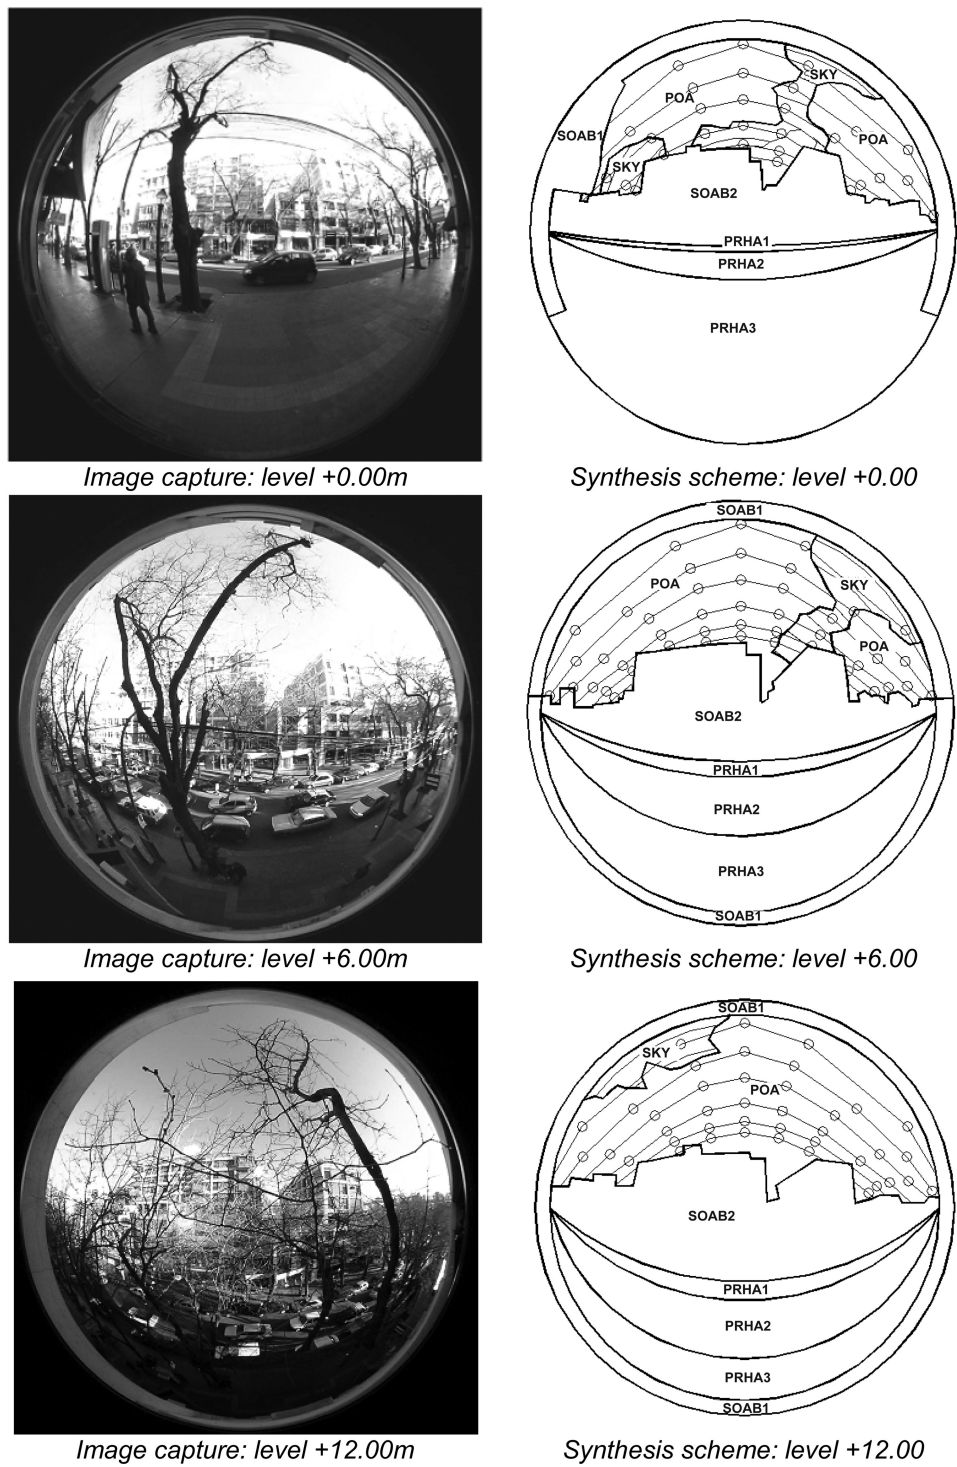 SKY
POA
SOAB1
POA
SKY
SOAB2
PRHA1
PRHA2
PRHA3
Image capture: level +0.00m
Synthesis scheme: level +0.00
SOAB1
POA
SKY
POA
SOAB2
PRHA1
PRHA2
PRHA3
SOAB1
Image capture: level +6.00m
Synthesis scheme: level +6.00
SOAB1
SKY
POA
SOAB2
PRHA1
PRHA2
PRHA3
SOAB1
Image capture: level +12.00m
Synthesis scheme: level +12.00